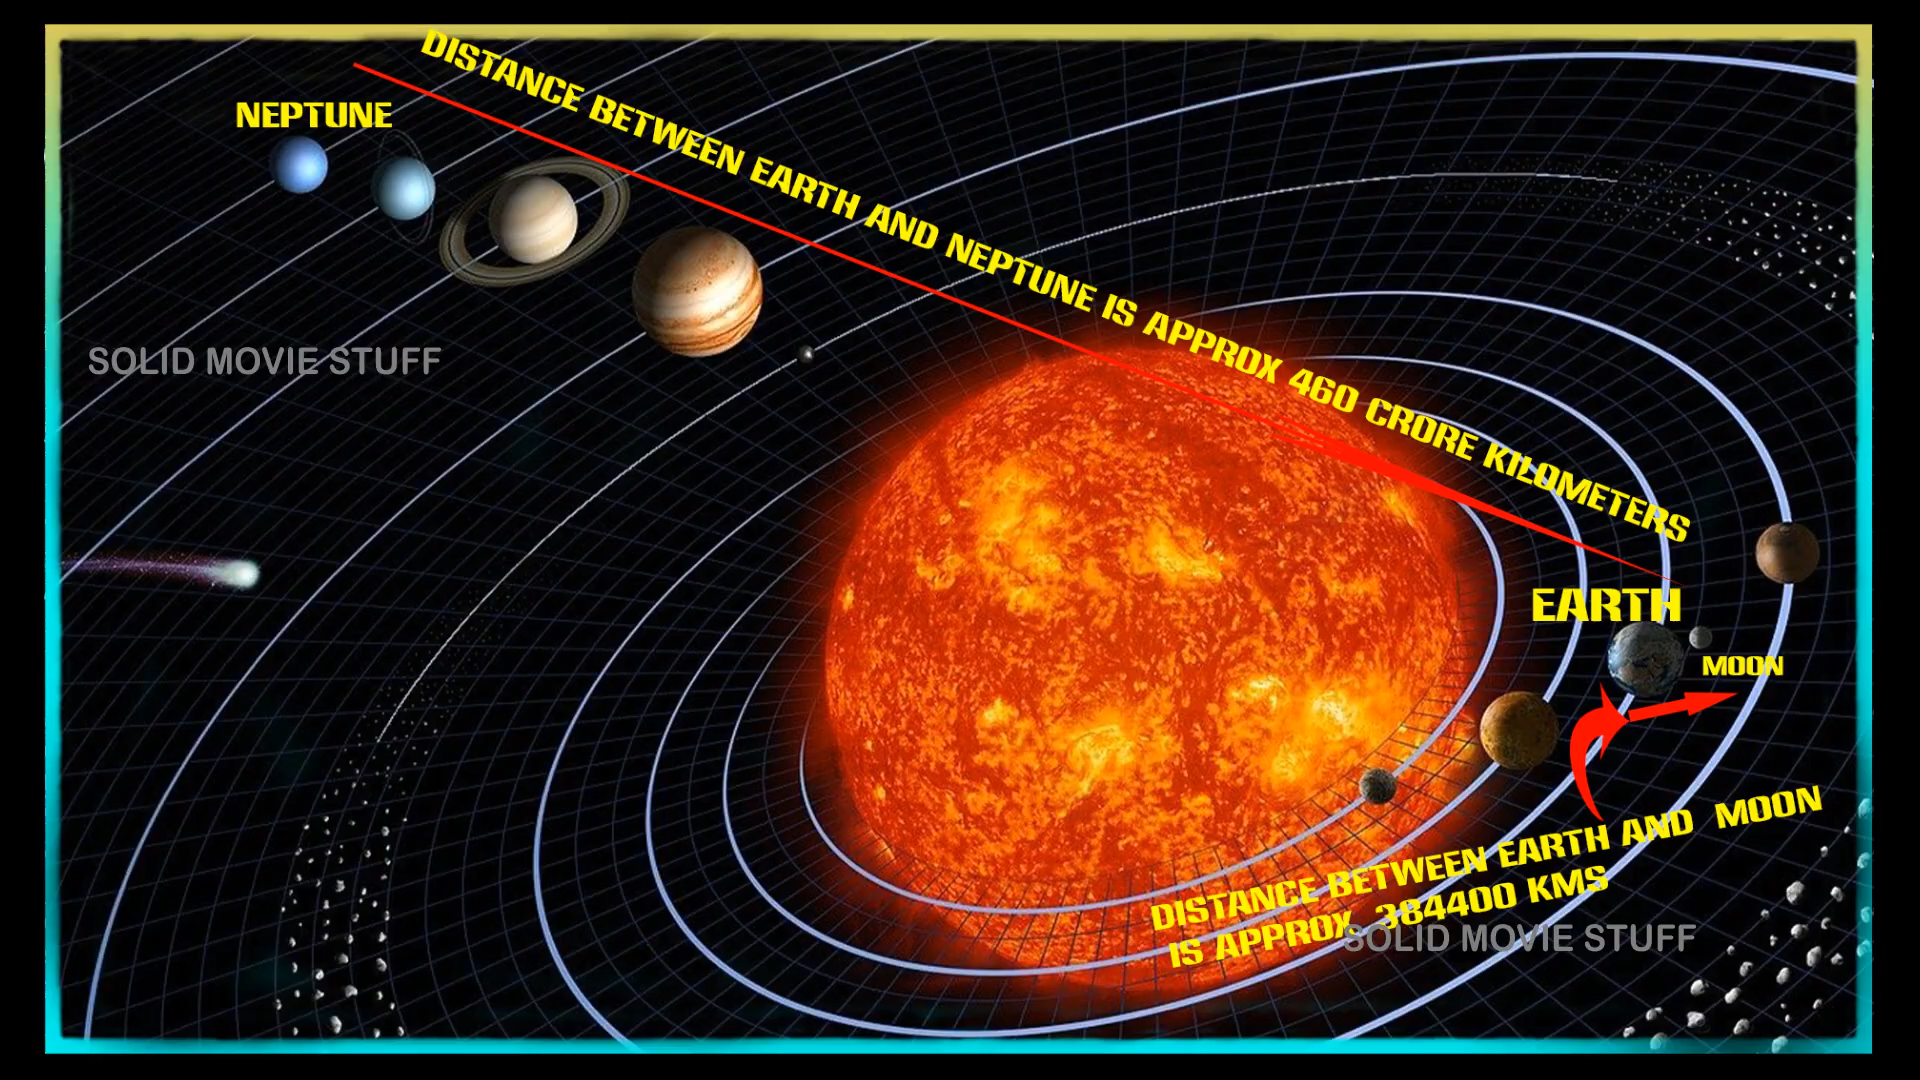 DISTANCE BETWEEN EARTH AND NEPTUNE IS APPROX 460 CRORE KILOMETERS
NEPTUNE
SOLID MOVIE STUFF
EARTH
MOON
DISTANCE BETWEEN EARTH AND MOON
IS APPROX 384400 KMS
SOLID MOVIE STUFF